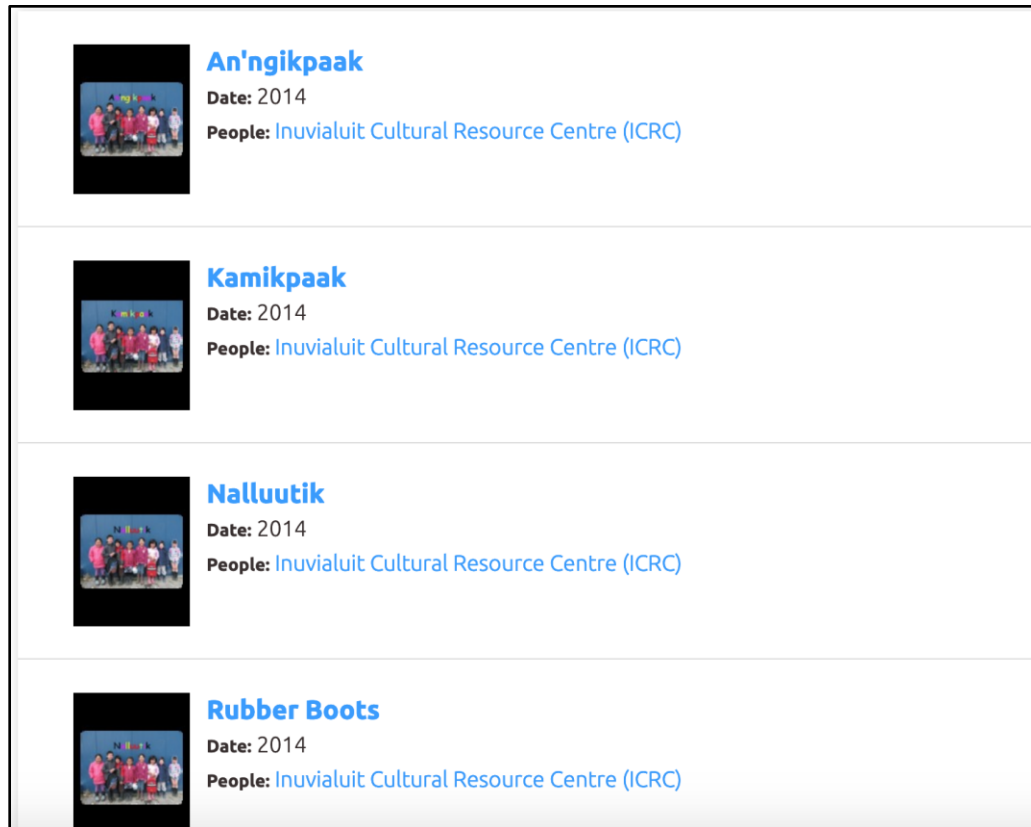 An'ngikpaak
Date: 2014
People: Inuvialuit Cultural Resource Centre (ICRC)
Kamikpaak
Date: 2014
People: Inuvialuit Cultural Resource Centre (ICRC)
Nalluutik
Date: 2014
People: Inuvialuit Cultural Resource Centre (ICRC)
Rubber Boots
Date: 2014
People: Inuvialuit Cultural Resource Centre (ICRC)